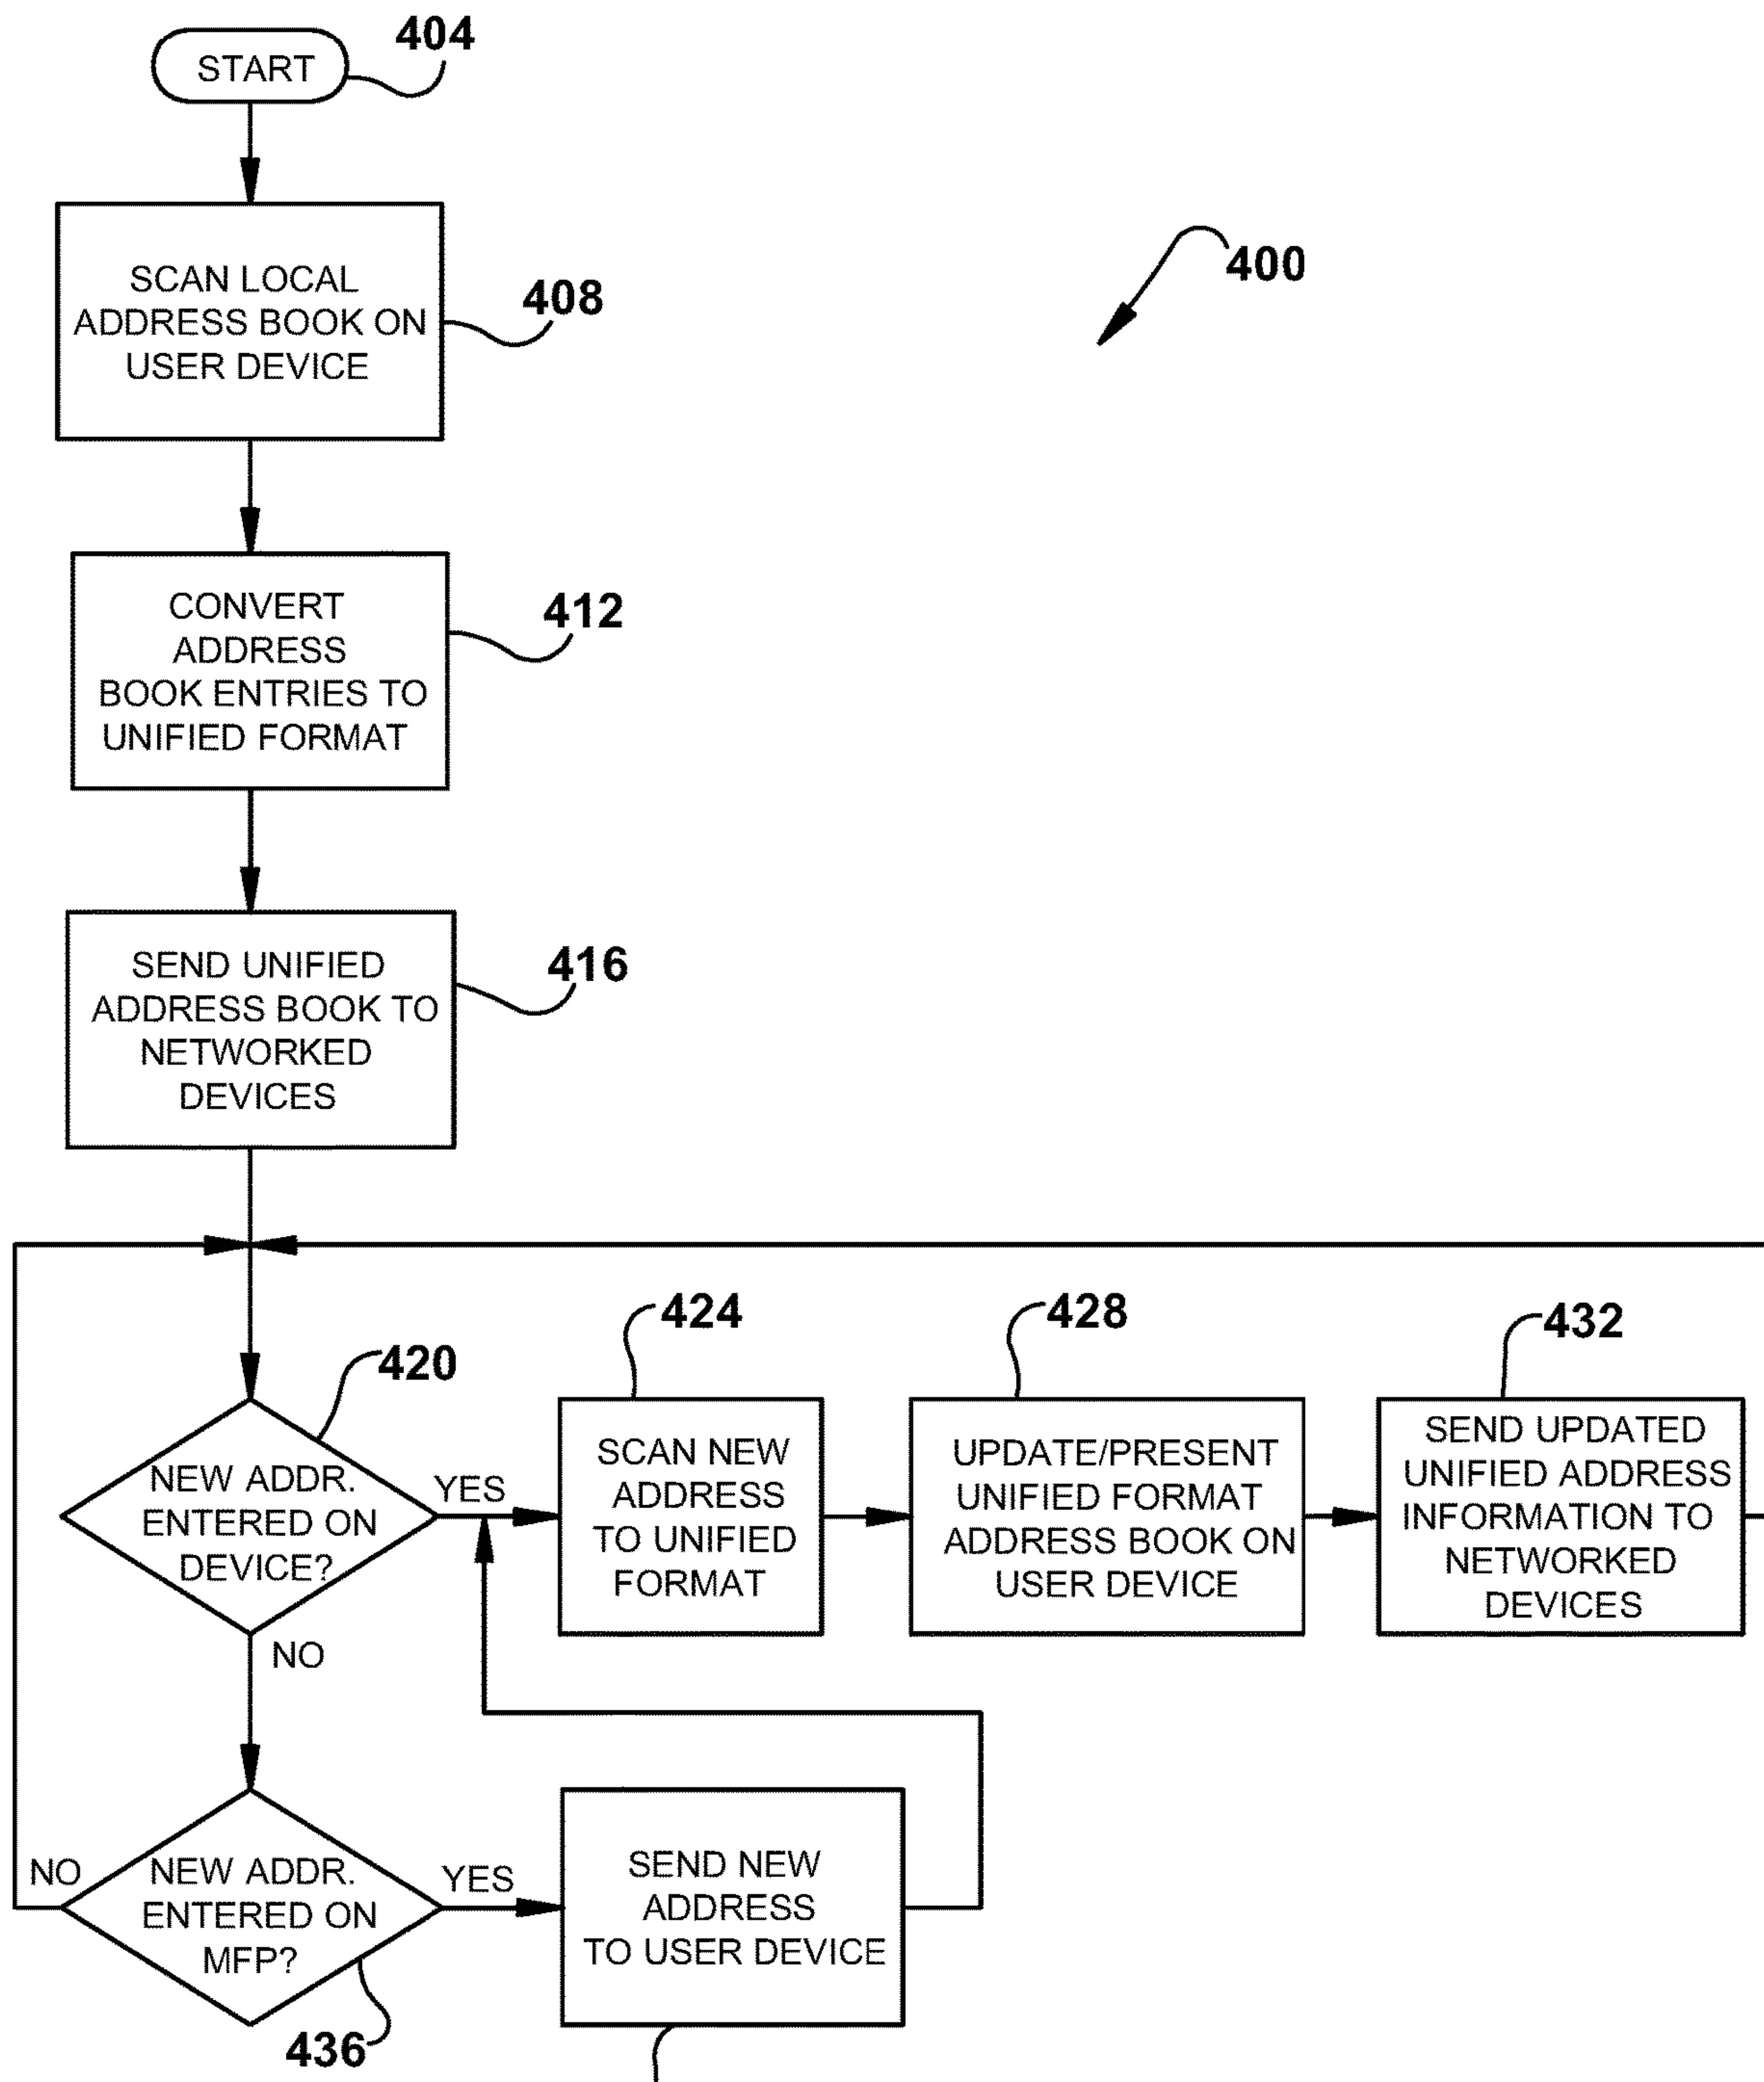 START
404
400
SCAN LOCAL
ADDRESS BOOK ON
USER DEVICE
408
CONVERT
ADDRESS
BOOK ENTRIES TO
UNIFIED FORMAT
412
SEND UNIFIED
ADDRESS BOOK TO
NETWORKED
DEVICES
416
NEW ADDR.
ENTERED ON
DEVICE?
420
YES
NO
SCAN NEW
ADDRESS
TO UNIFIED
FORMAT
424
UPDATE/PRESENT
UNIFIED FORMAT
ADDRESS BOOK ON
USER DEVICE
428
SEND UPDATED
UNIFIED ADDRESS
INFORMATION TO
NETWORKED
DEVICES
432
NO
NEW ADDR.
ENTERED ON
MFP?
436
YES
SEND NEW
ADDRESS
TO USER DEVICE